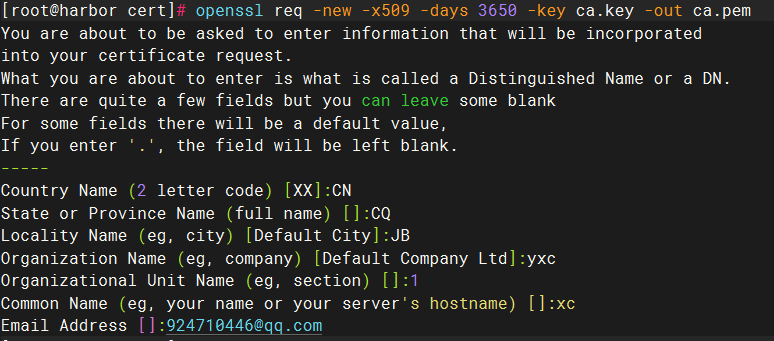 [root@harbor cert]# openssl req -new -x509 -days 3650 -key ca.key -out ca.pem
You are about to be asked to enter information that will be incorporated
into your certificate request.
What you are about to enter is what is called a Distinguished Name or a DN.
There are quite a few fields but you can leave some blank
For some fields there will be a default value,
If you enter '.', the field will be left blank.
-----
Country Name (2 letter code) [XX]:CN
State or Province Name (full name) []:CQ
Locality Name (eg, city) [Default City]:JB
Organization Name (eg, company) [Default Company Ltd]:yxc
Organizational Unit Name (eg, section) []:1
Common Name (eg, your name or your server's hostname) []:xc
Email Address []:924710446@qq.com